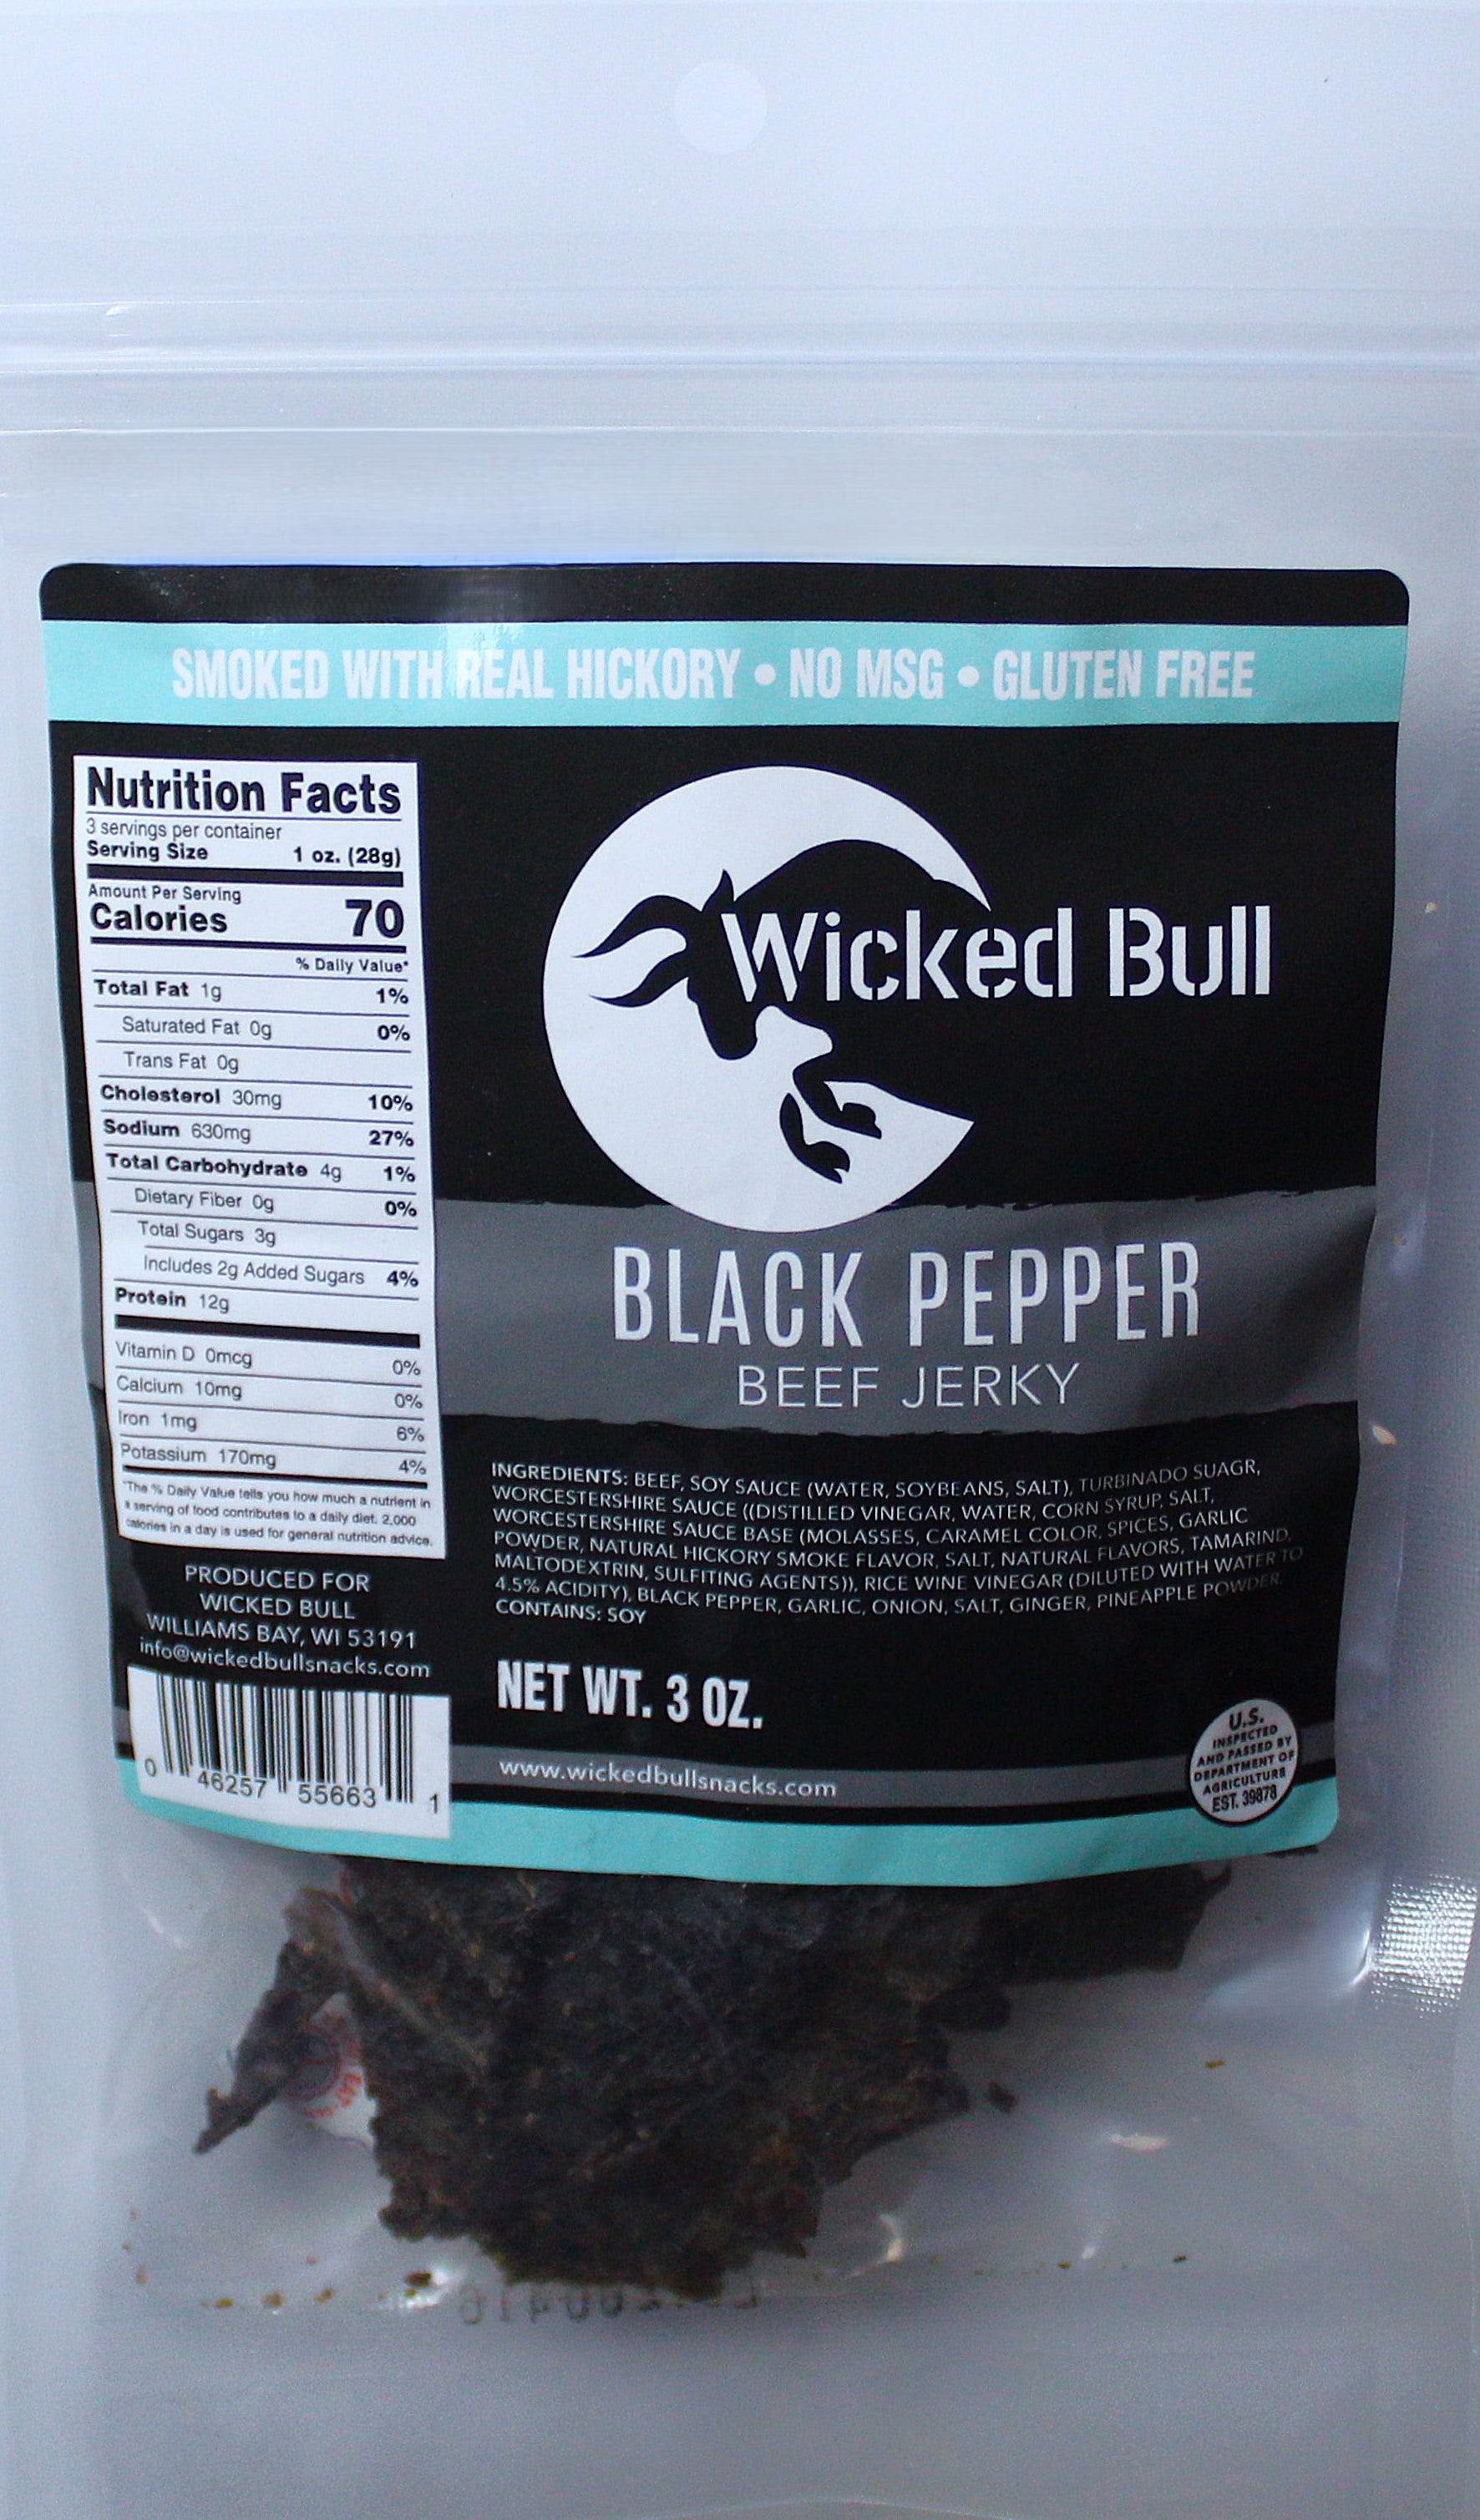 SMOKED WITH REAL HICKORY • NO MSG • GLUTEN FREE
Nutrition Facts
3 servings per container
Serving Size 1 oz. (28g)
Amount Per Serving
Calories 70
% Daily Value*
Total Fat 1g 1%
Saturated Fat 0g 0%
Trans Fat 0g
Cholesterol 30mg 10%
Sodium 630mg 27%
Total Carbohydrate 4g 1%
Dietary Fiber 0g 0%
Total Sugars 3g
Includes 2g Added Sugars 4%
Protein 12g
Vitamin D 0mcg 0%
Calcium 10mg 0%
Iron 1mg 6%
Potassium 170mg 4%
*The % Daily Value tells you how much a nutrient in
a serving of food contributes to a daily diet. 2,000
calories in a day is used for general nutrition advice.
PRODUCED FOR
WICKED BULL
WILLIAMS BAY, WI 53191
info@wickedbullsnacks.com
0 46257 55663 1
Wicked Bull
BLACK PEPPER
BEEF JERKY
INGREDIENTS: BEEF, SOY SAUCE (WATER, SOYBEANS, SALT), TURBINADO SUAGR,
WORCESTERSHIRE SAUCE ((DISTILLED VINEGAR, WATER, CORN SYRUP, SALT,
WORCESTERSHIRE SAUCE BASE (MOLASSES, CARAMEL COLOR, SPICES, GARLIC
POWDER, NATURAL HICKORY SMOKE FLAVOR, SALT, NATURAL FLAVORS, TAMARIND,
MALTODEXTRIN, SULFITING AGENTS)), RICE WINE VINEGAR (DILUTED WITH WATER TO
4.5% ACIDITY), BLACK PEPPER, GARLIC, ONION, SALT, GINGER, PINEAPPLE POWDER.
CONTAINS: SOY
NET WT. 3 OZ.
www.wickedbullsnacks.com
U.S.
INSPECTED
AND PASSED BY
DEPARTMENT OF
AGRICULTURE
EST. 39878